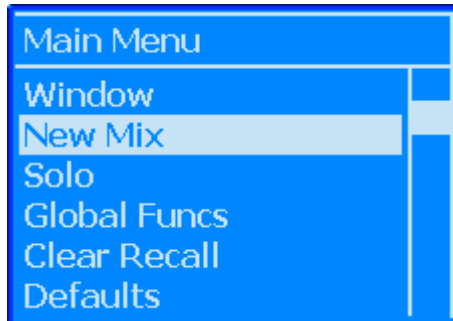 Main Menu
Window
New Mix
Solo
Global Funcs
Clear Recall
Defaults